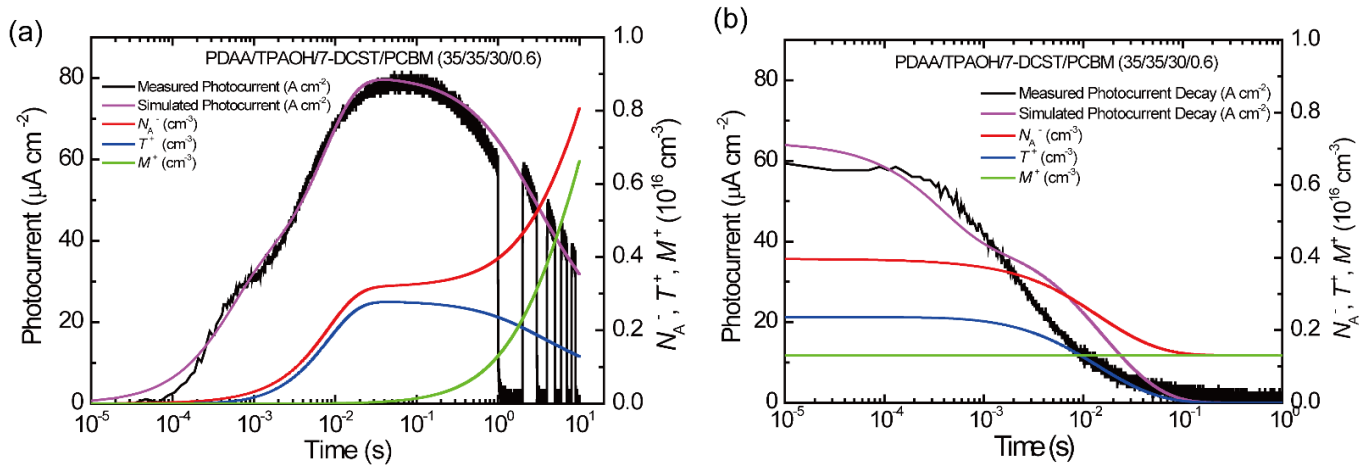 (a)
PDAA/TPAOH/7-DCST/PCBM (35/35/30/0.6)
Measured Photocurrent (A cm⁻²)
Simulated Photocurrent (A cm⁻²)
N_A⁻ (cm⁻³)
T⁺ (cm⁻³)
M⁺ (cm⁻³)
Photocurrent (μA cm⁻²)
80
60
40
20
0
1.0
0.8
0.6
0.4
0.2
0.0
N_A⁻, T⁺, M⁺ (10¹⁶ cm⁻³)
10⁻⁵ 10⁻⁴ 10⁻³ 10⁻² 10⁻¹ 10⁰ 10¹
Time (s)
(b)
PDAA/TPAOH/7-DCST/PCBM (35/35/30/0.6)
Measured Photocurrent Decay (A cm⁻²)
Simulated Photocurrent Decay (A cm⁻²)
N_A⁻ (cm⁻³)
T⁺ (cm⁻³)
M⁺ (cm⁻³)
Photocurrent (μA cm⁻²)
80
60
40
20
0
1.0
0.8
0.6
0.4
0.2
0.0
N_A⁻, T⁺, M⁺ (10¹⁶ cm⁻³)
10⁻⁵ 10⁻⁴ 10⁻³ 10⁻² 10⁻¹ 10⁰
Time (s)